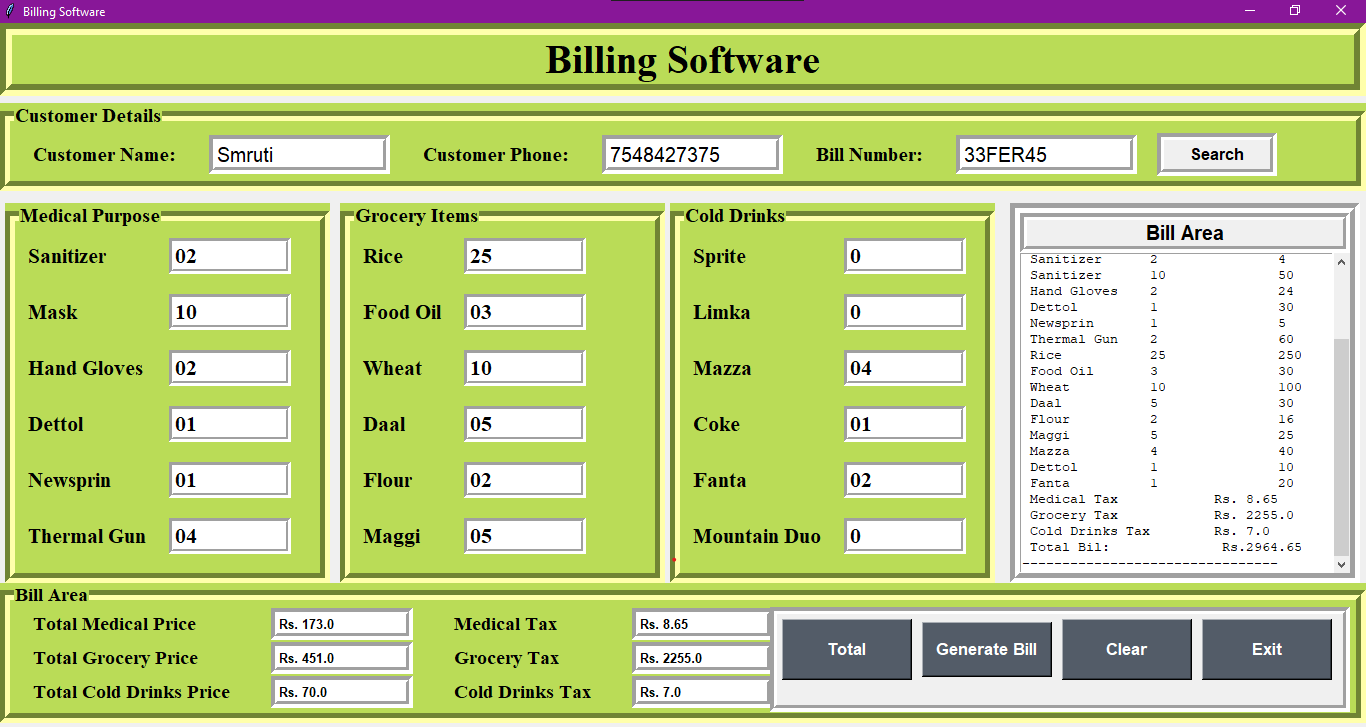 Billing Software
Billing Software
Customer Details
Customer Name: Smruti Customer Phone: 7548427375 Bill Number: 33FER45 Search
Medical Purpose
Sanitizer 02
Mask 10
Hand Gloves 02
Dettol 01
Newsprin 01
Thermal Gun 04
Grocery Items
Rice 25
Food Oil 03
Wheat 10
Daal 05
Flour 02
Maggi 05
Cold Drinks
Sprite 0
Limka 0
Mazza 04
Coke 01
Fanta 02
Mountain Duo 0
Bill Area
Sanitizer 2 4
Sanitizer 10 50
Hand Gloves 2 24
Dettol 1 30
Newsprin 1 5
Thermal Gun 2 60
Rice 25 250
Food Oil 3 30
Wheat 10 100
Daal 5 30
Flour 2 16
Maggi 5 25
Mazza 4 40
Dettol 1 10
Fanta 1 20
Medical Tax Rs. 8.65
Grocery Tax Rs. 2255.0
Cold Drinks Tax Rs. 7.0
Total Bil: Rs.2964.65
--------------------------------
Bill Area
Total Medical Price Rs. 173.0 Medical Tax Rs. 8.65
Total Grocery Price Rs. 451.0 Grocery Tax Rs. 2255.0
Total Cold Drinks Price Rs. 70.0 Cold Drinks Tax Rs. 7.0
Total Generate Bill Clear Exit